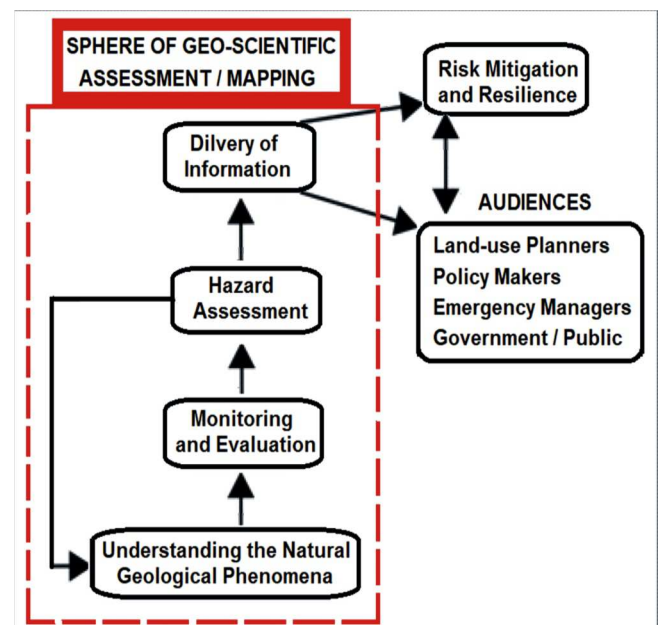 SPHERE OF GEO-SCIENTIFIC
ASSESSMENT / MAPPING
Risk Mitigation
and Resilience
Dilvery of
Information
AUDIENCES
Land-use Planners
Policy Makers
Emergency Managers
Government / Public
Hazard
Assessment
Monitoring
and Evaluation
Understanding the Natural
Geological Phenomena